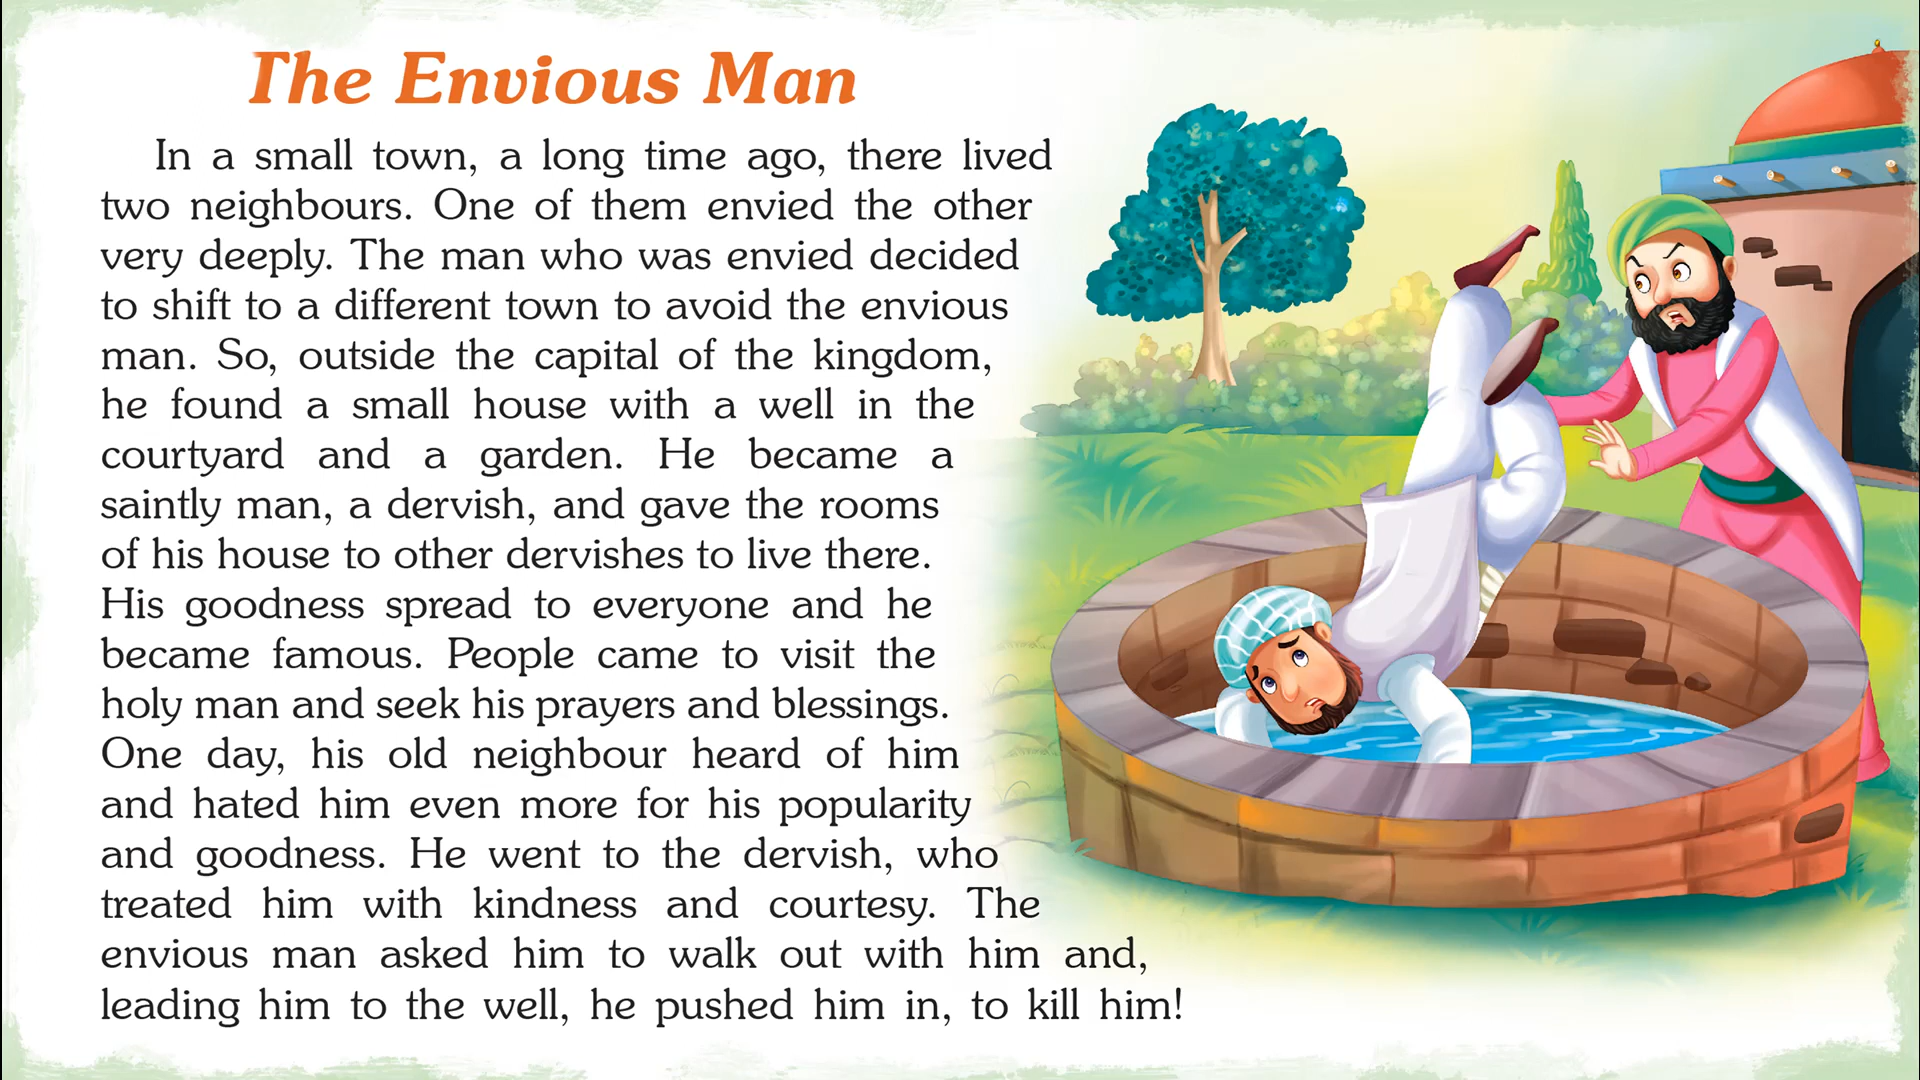 The Envious Man
In a small town, a long time ago, there lived
two neighbours. One of them envied the other
very deeply. The man who was envied decided
to shift to a different town to avoid the envious
man. So, outside the capital of the kingdom,
he found a small house with a well in the
courtyard and a garden. He became a
saintly man, a dervish, and gave the rooms
of his house to other dervishes to live there.
His goodness spread to everyone and he
became famous. People came to visit the
holy man and seek his prayers and blessings.
One day, his old neighbour heard of him
and hated him even more for his popularity
and goodness. He went to the dervish, who
treated him with kindness and courtesy. The
envious man asked him to walk out with him and,
leading him to the well, he pushed him in, to kill him!